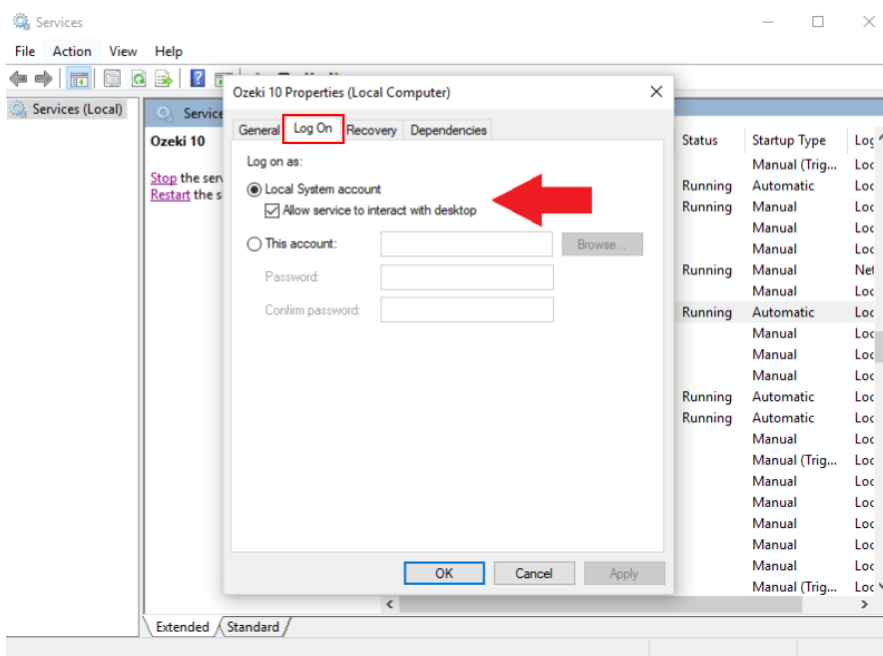 Services
File Action View Help
Services (Local)
Ozeki 10
Stop the
Restart the
Ozeki 10 Properties (Local Computer)
General Log On Recovery Dependencies
Log on as:
Local System account
Allow service to interact with desktop
This account:
Browse...
Password:
Confirm password:
OK Cancel Apply
Status Startup Type
Manual (Trig...
Running Automatic
Running Manual
Manual
Manual
Running Manual
Manual
Running Automatic
Manual
Manual
Manual
Running Automatic
Running Automatic
Manual
Manual (Trig...
Manual
Manual
Manual
Manual
Manual
Manual (Trig...
Extended Standard